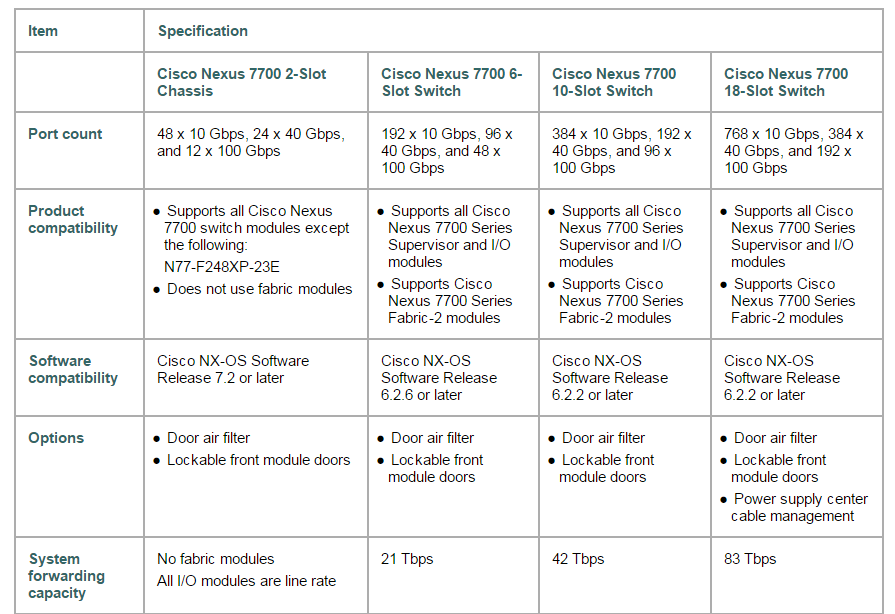 Item
Specification
Cisco Nexus 7700 2-Slot
Chassis
Cisco Nexus 7700 6-
Slot Switch
Cisco Nexus 7700
10-Slot Switch
Cisco Nexus 7700
18-Slot Switch
Port count
48 x 10 Gbps, 24 x 40 Gbps,
and 12 x 100 Gbps
192 x 10 Gbps, 96 x
40 Gbps, and 48 x
100 Gbps
384 x 10 Gbps, 192 x
40 Gbps, and 96 x
100 Gbps
768 x 10 Gbps, 384 x
40 Gbps, and 192 x
100 Gbps
Product
compatibility
● Supports all Cisco Nexus
7700 switch modules except
the following:
N77-F248XP-23E
● Does not use fabric modules
● Supports all Cisco
Nexus 7700 Series
Supervisor and I/O
modules
● Supports Cisco
Nexus 7700 Series
Fabric-2 modules
● Supports all Cisco
Nexus 7700 Series
Supervisor and I/O
modules
● Supports Cisco
Nexus 7700 Series
Fabric-2 modules
● Supports all Cisco
Nexus 7700 Series
Supervisor and I/O
modules
● Supports Cisco
Nexus 7700 Series
Fabric-2 modules
Software
compatibility
Cisco NX-OS Software
Release 7.2 or later
Cisco NX-OS
Software Release
6.2.6 or later
Cisco NX-OS
Software Release
6.2.2 or later
Cisco NX-OS
Software Release
6.2.2 or later
Options
● Door air filter
● Lockable front module doors
● Door air filter
● Lockable front
module doors
● Door air filter
● Lockable front
module doors
● Door air filter
● Lockable front
module doors
● Power supply center
cable management
System
forwarding
capacity
No fabric modules
All I/O modules are line rate
21 Tbps
42 Tbps
83 Tbps